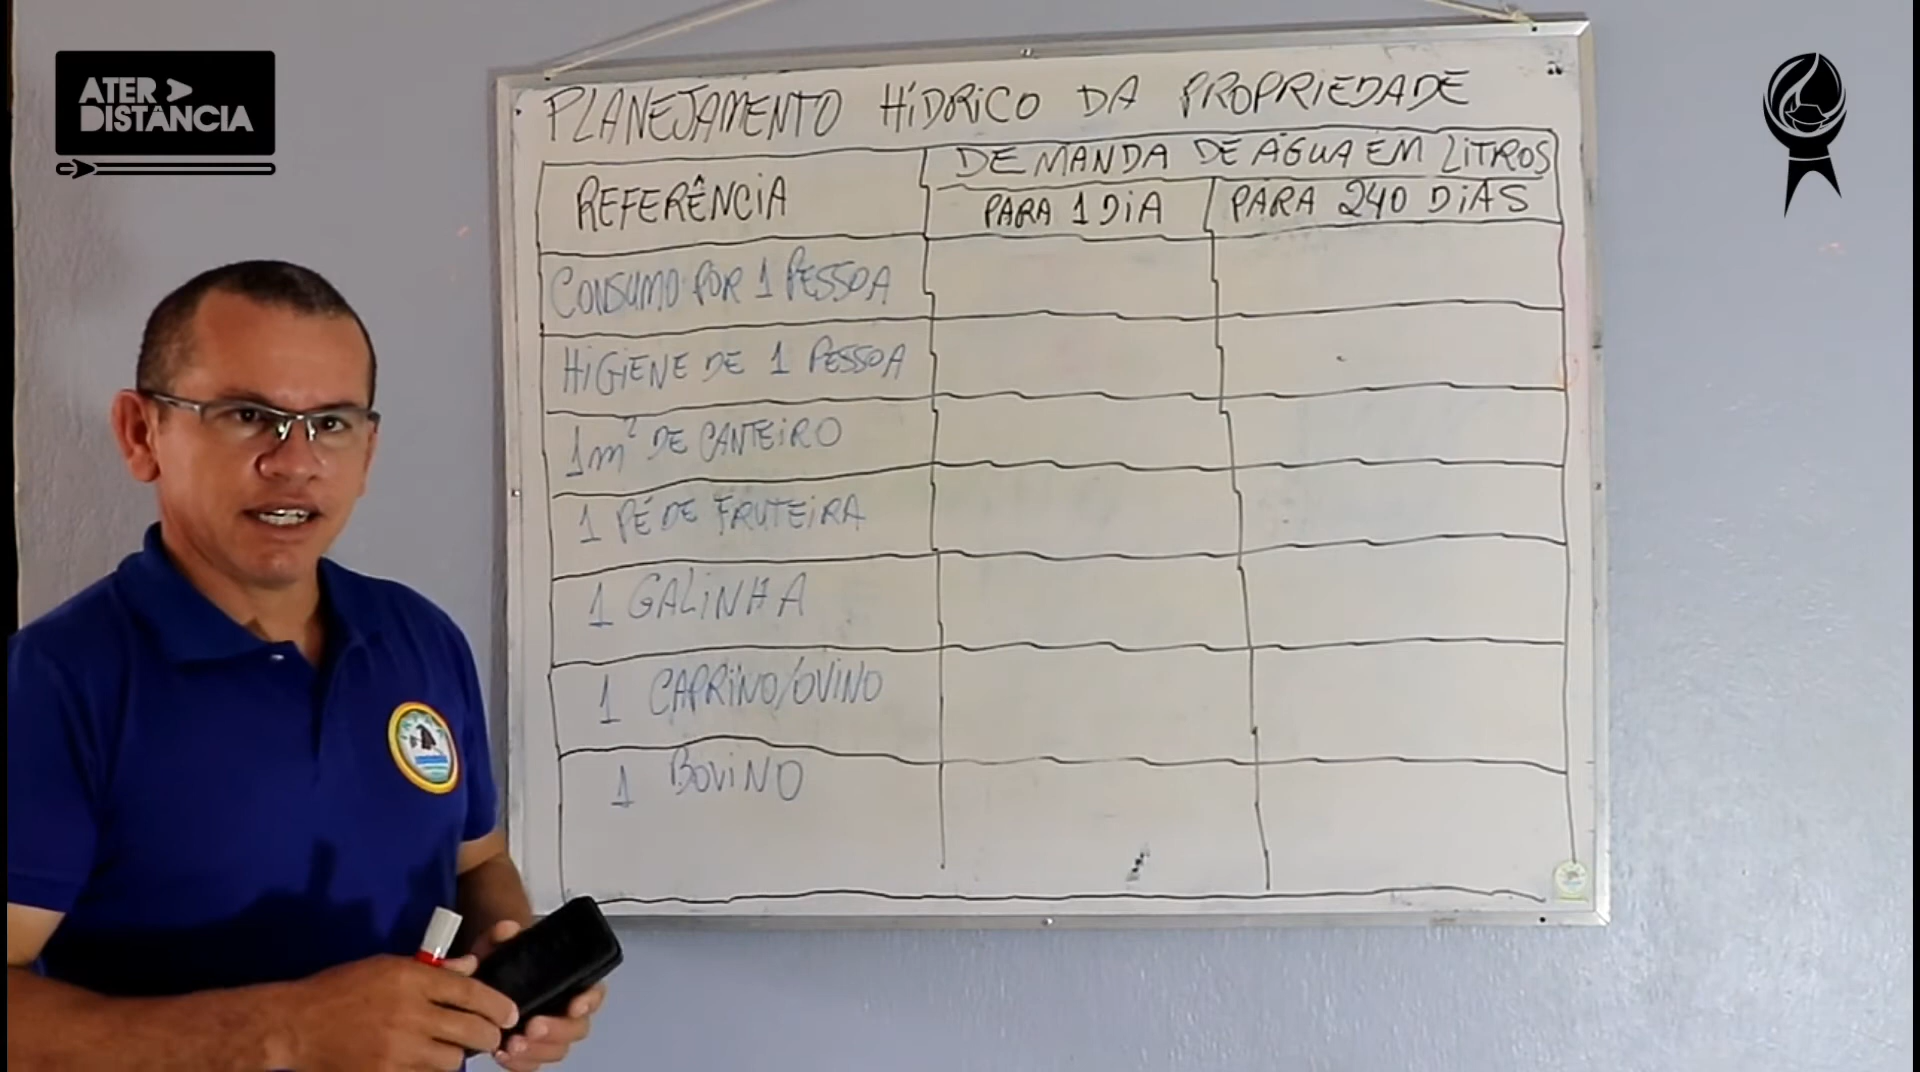 ATER
DISTÂNCIA
PLANEJAMENTO HÍDRICO DA PROPRIEDADE
REFERÊNCIA
DEMANDA DE ÁGUA EM LITROS
PARA 1 DIA
PARA 240 DIAS
CONSUMO POR 1 PESSOA
HIGIENE DE 1 PESSOA
1m² DE CANTEIRO
1 PÉ DE FRUTEIRA
1 GALINHA
1 CAPRINO/OVINO
1 BOVINO